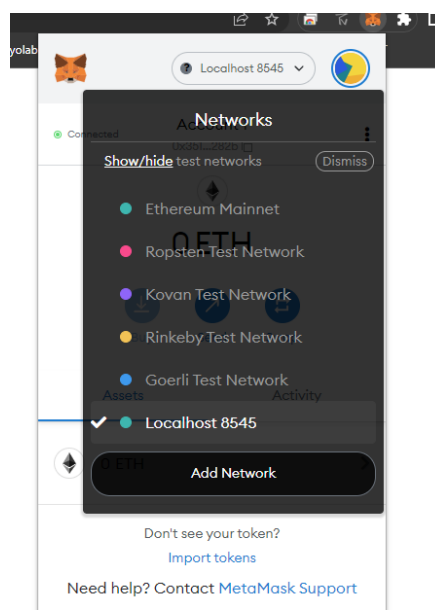 yolab
Localhost 8545
Networks
Connected
Show/hide test networks
Dismiss
Ethereum Mainnet
0 ETH
Ropsten Test Network
Kovan Test Network
Rinkeby Test Network
Goerli Test Network
Assets
Activity
Localhost 8545
0 ETH
Add Network
Don't see your token?
Import tokens
Need help? Contact MetaMask Support